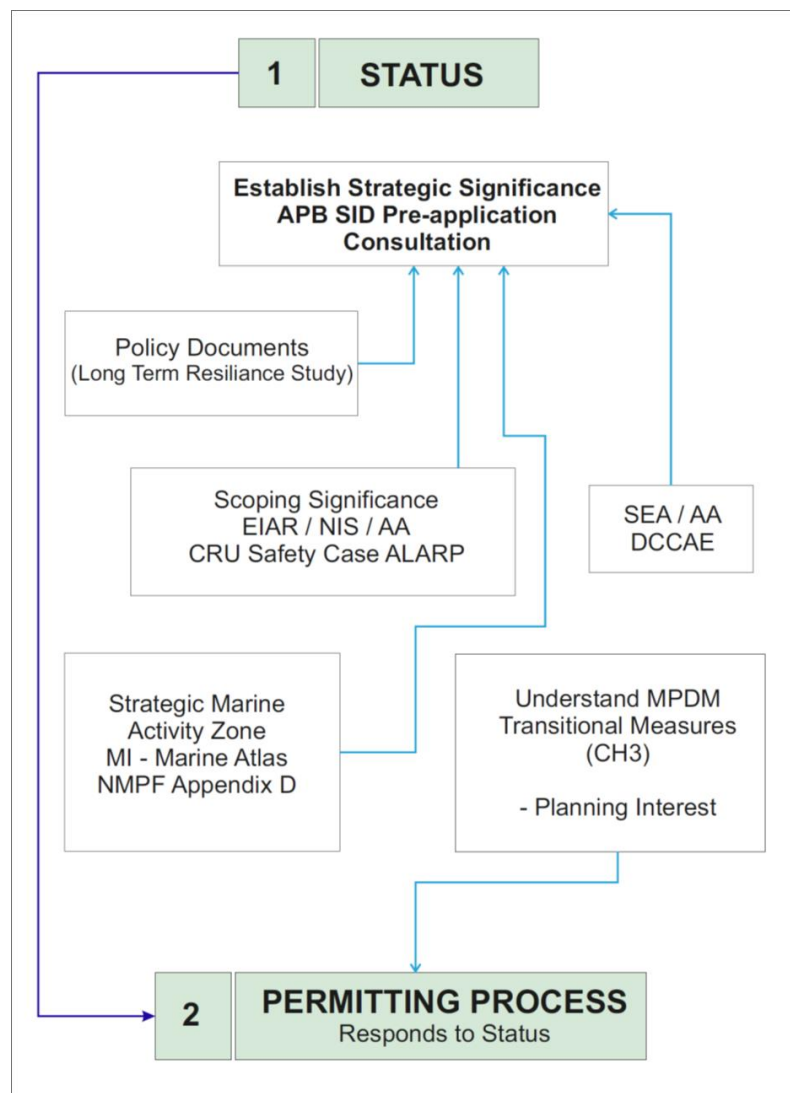 1 STATUS
Establish Strategic Significance
APB SID Pre-application
Consultation
Policy Documents
(Long Term Resiliance Study)
Scoping Significance
EIAR / NIS / AA
CRU Safety Case ALARP
SEA / AA
DCCAE
Strategic Marine
Activity Zone
MI - Marine Atlas
NMPF Appendix D
Understand MPDM
Transitional Measures
(CH3)
- Planning Interest
2 PERMITTING PROCESS
Responds to Status